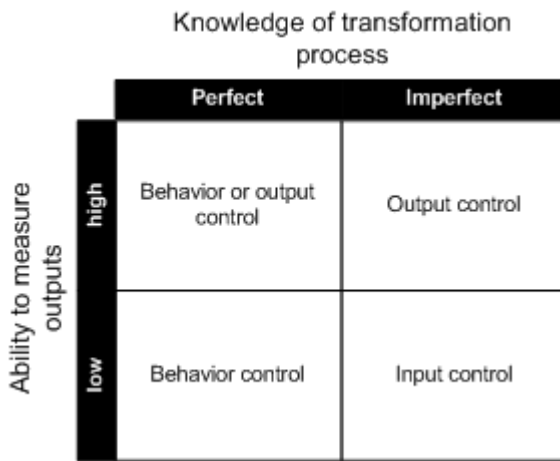 Knowledge of transformation
process
Perfect
Imperfect
Ability to measure
outputs
high
Behavior or output
control
Output control
low
Behavior control
Input control